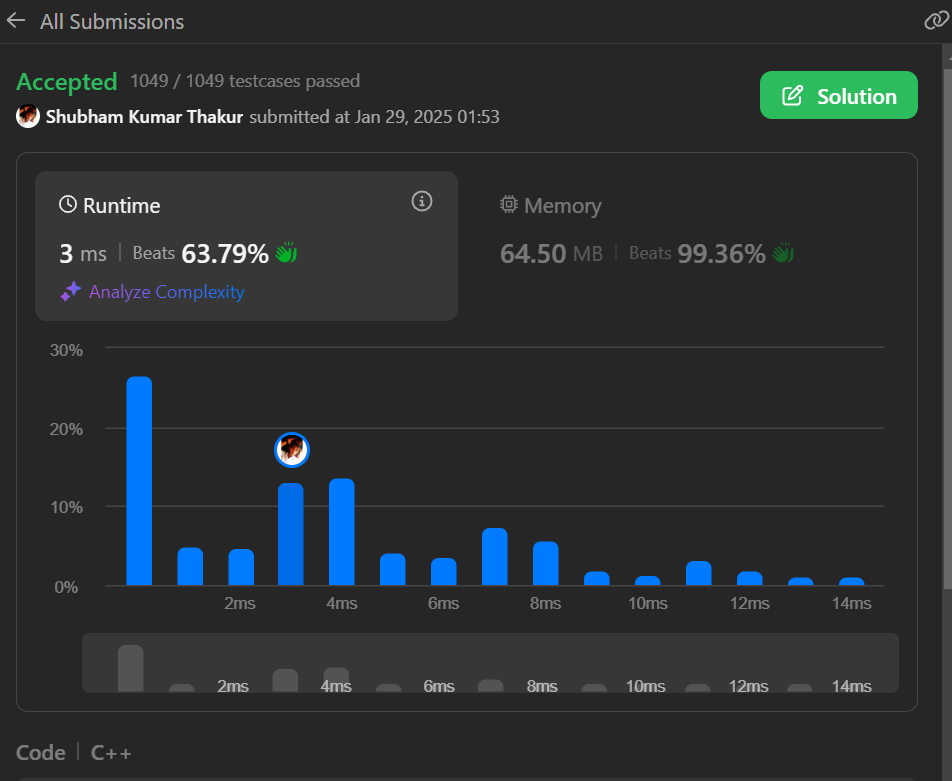 All Submissions
Accepted 1049 / 1049 testcases passed
Shubham Kumar Thakur submitted at Jan 29, 2025 01:53
Solution
Runtime
3 ms | Beats 63.79%
Analyze Complexity
Memory
64.50 MB | Beats 99.36%
30%
20%
10%
0%
2ms 4ms 6ms 8ms 10ms 12ms 14ms
2ms 4ms 6ms 8ms 10ms 12ms 14ms
Code | C++